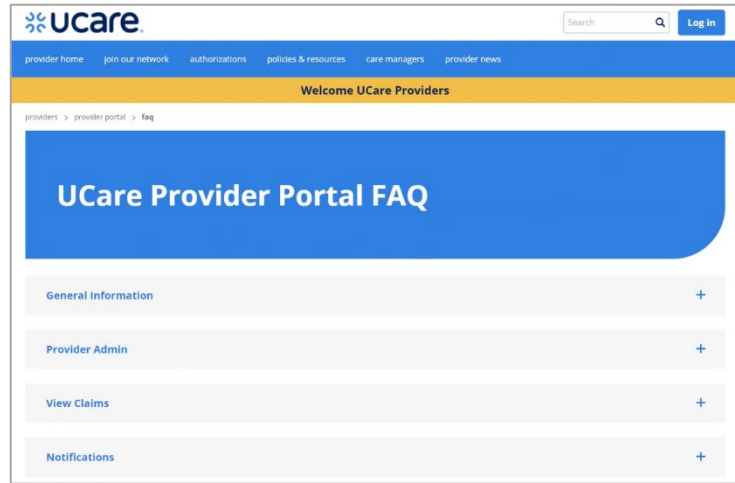 ucare.
Search
Log in
provider home join our network authorizations policies & resources care managers provider news
Welcome UCare Providers
providers > provider portal > faq
UCare Provider Portal FAQ
General Information +
Provider Admin +
View Claims +
Notifications +